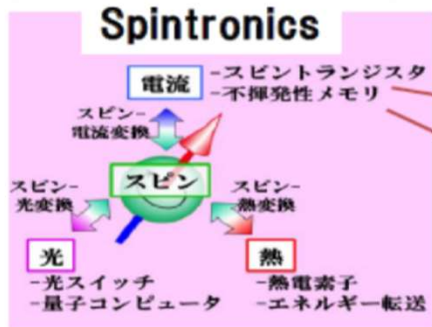 Spintronics
電流
-スピントランジスタ
-不揮発性メモリ
スピン-
電流変換
スピン
スピン-
光変換
スピン-
熱変換
光
-光スイッチ
-量子コンピュータ
熱
-熱電素子
-エネルギー転送